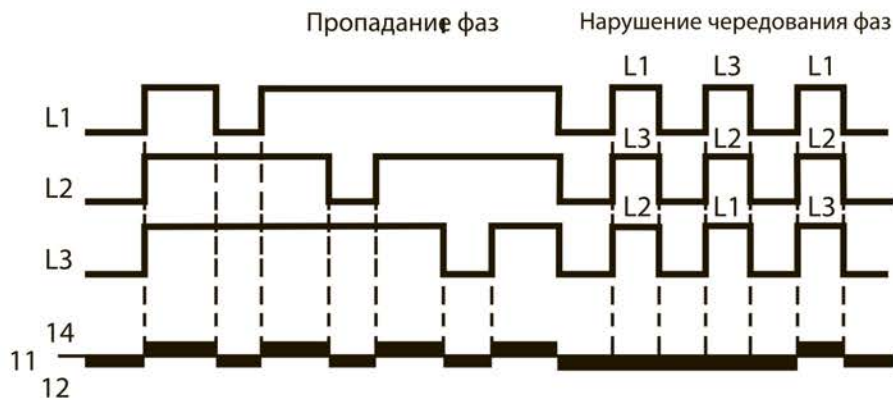 Пропадание фаз
Нарушение чередования фаз
L1 L3 L1
L1
L3 L2 L2
L2
L2 L1 L3
L3
14
11
12